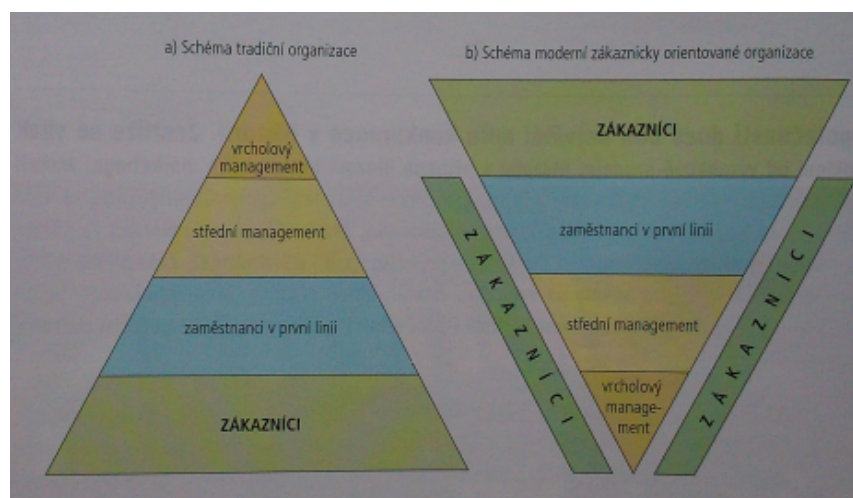 a) Schéma tradiční organizace
vrcholový
management
střední management
zaměstnanci v první linii
ZÁKAZNÍCI
b) Schéma moderní zákaznicky orientované organizace
ZÁKAZNÍCI
zaměstnanci v první linii
střední management
vrcholový
manage-
ment
ZÁKAZNÍCI
ZÁKAZNÍCI